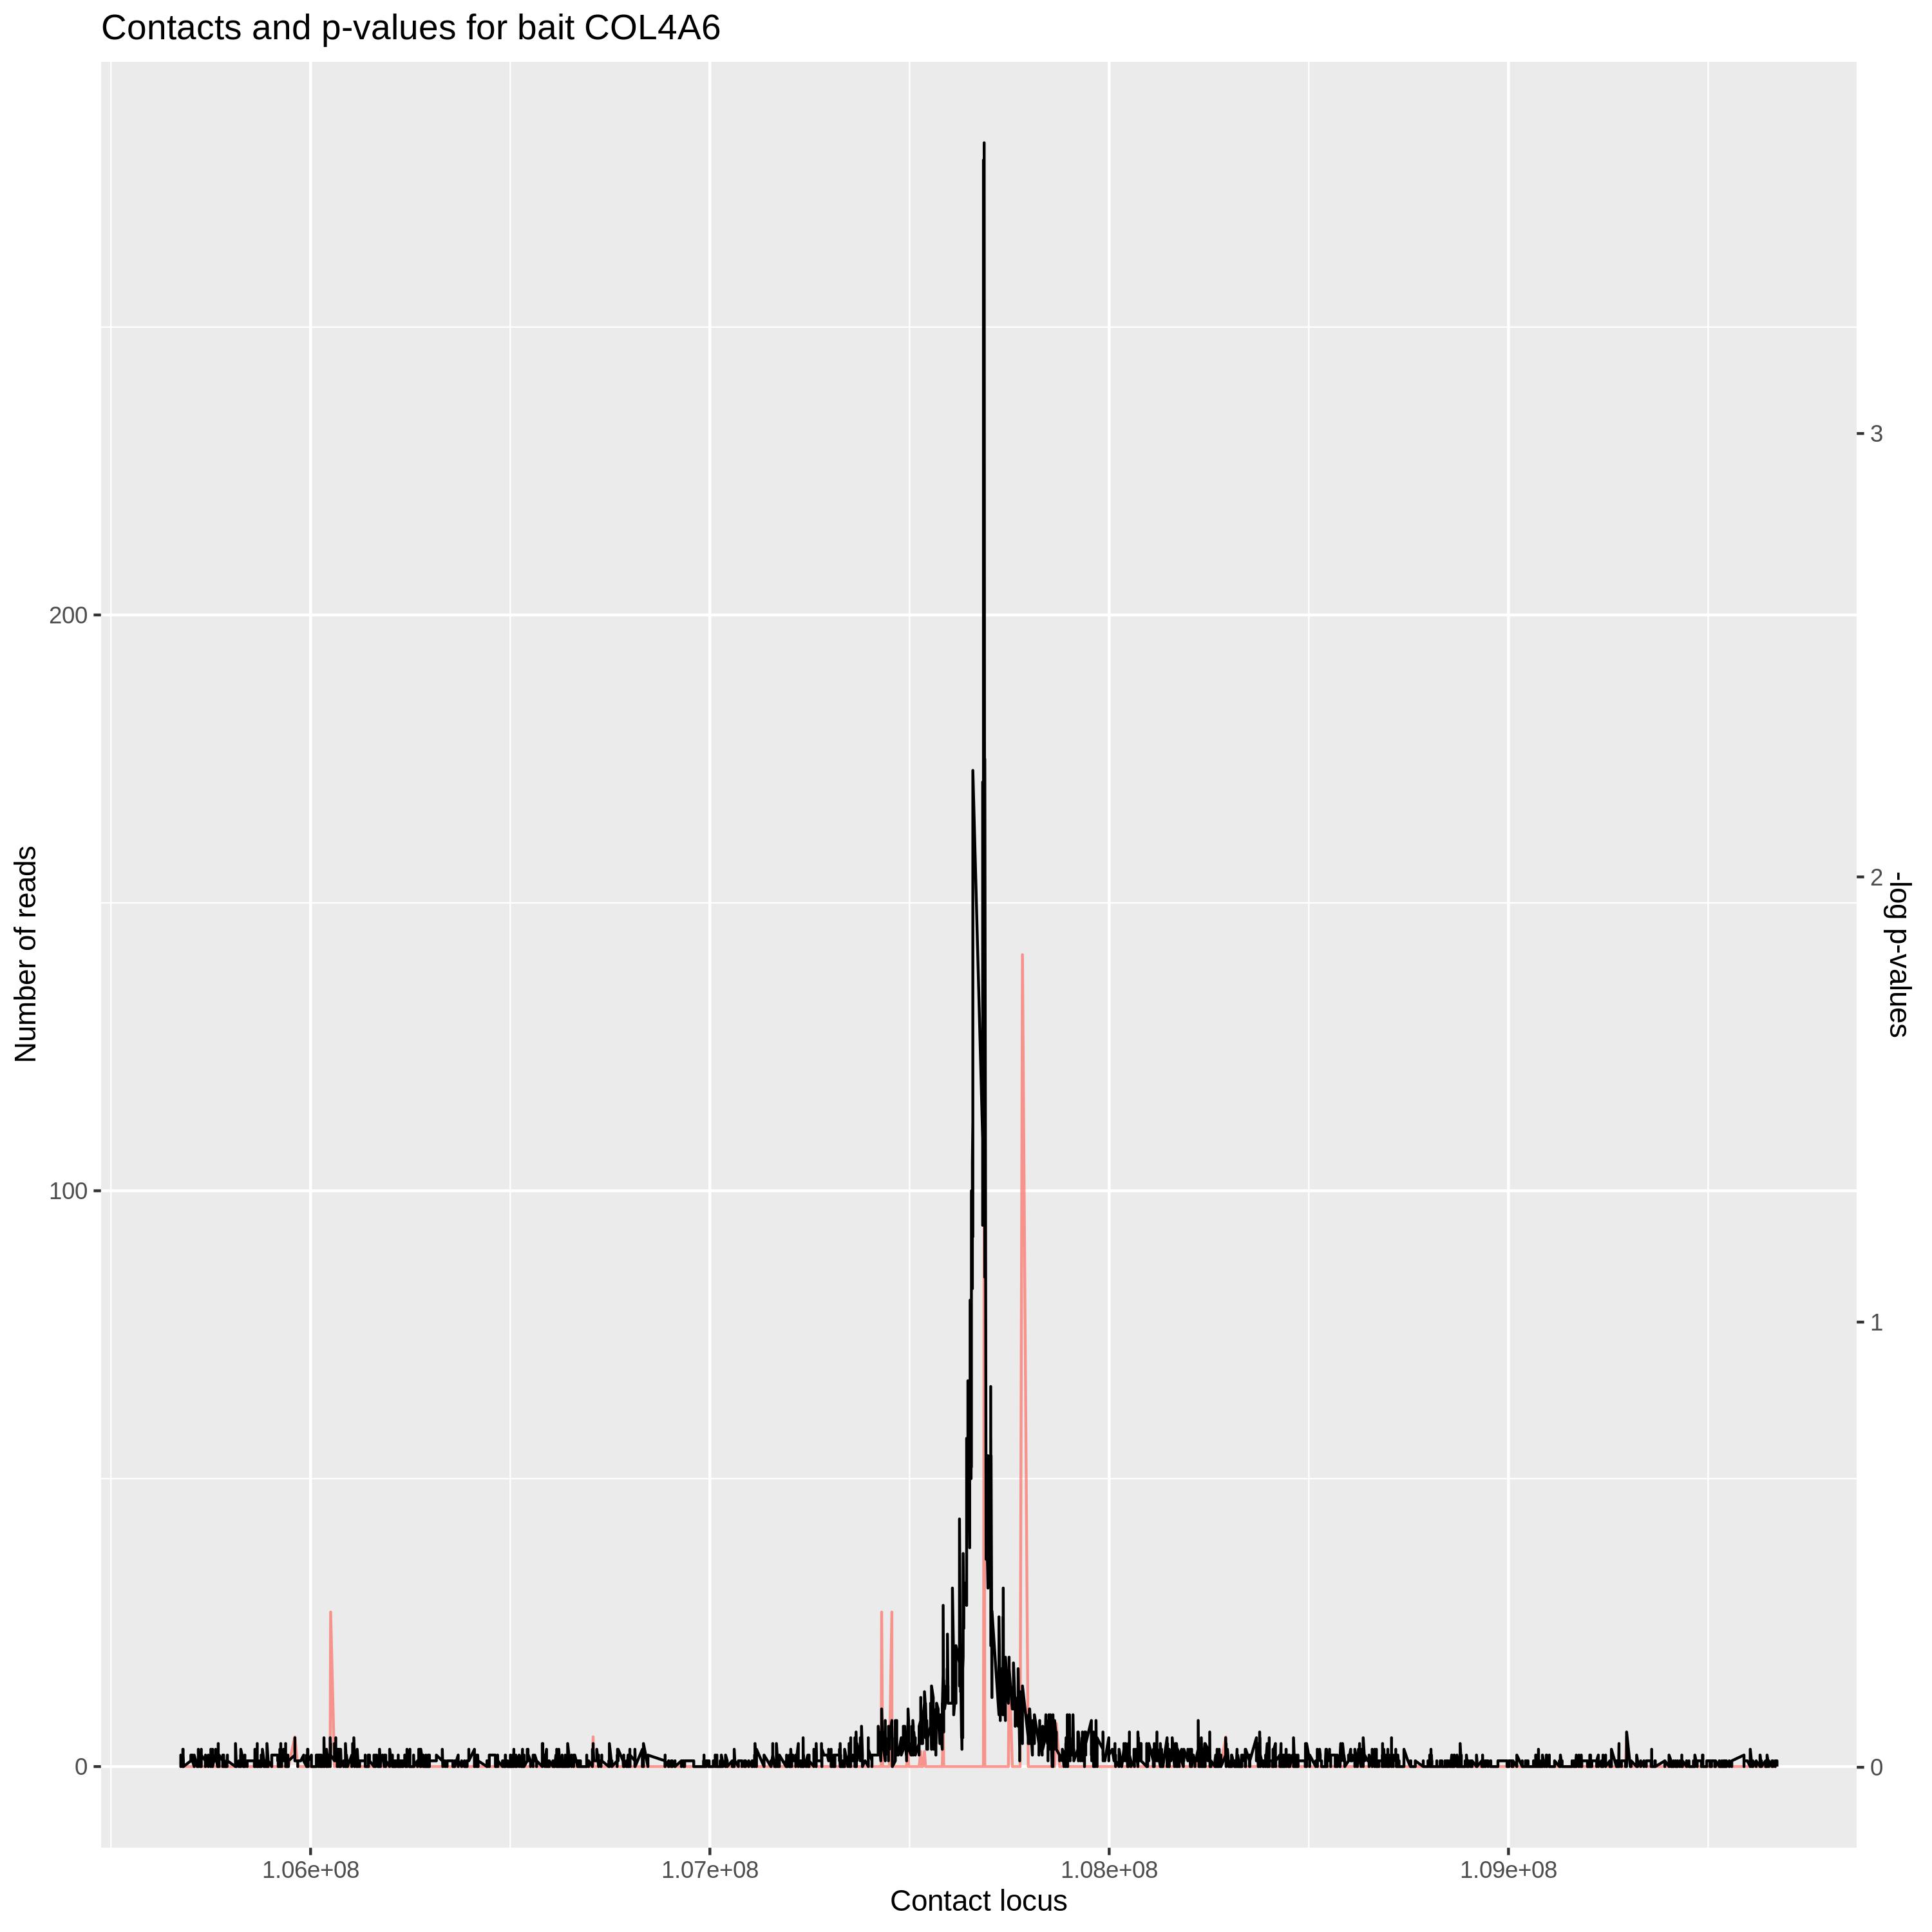 Contacts and p-values for bait COL4A6
Number of reads
200
100
0
3
2
1
0
-log p-values
1.06e+08
1.07e+08
1.08e+08
1.09e+08
Contact locus